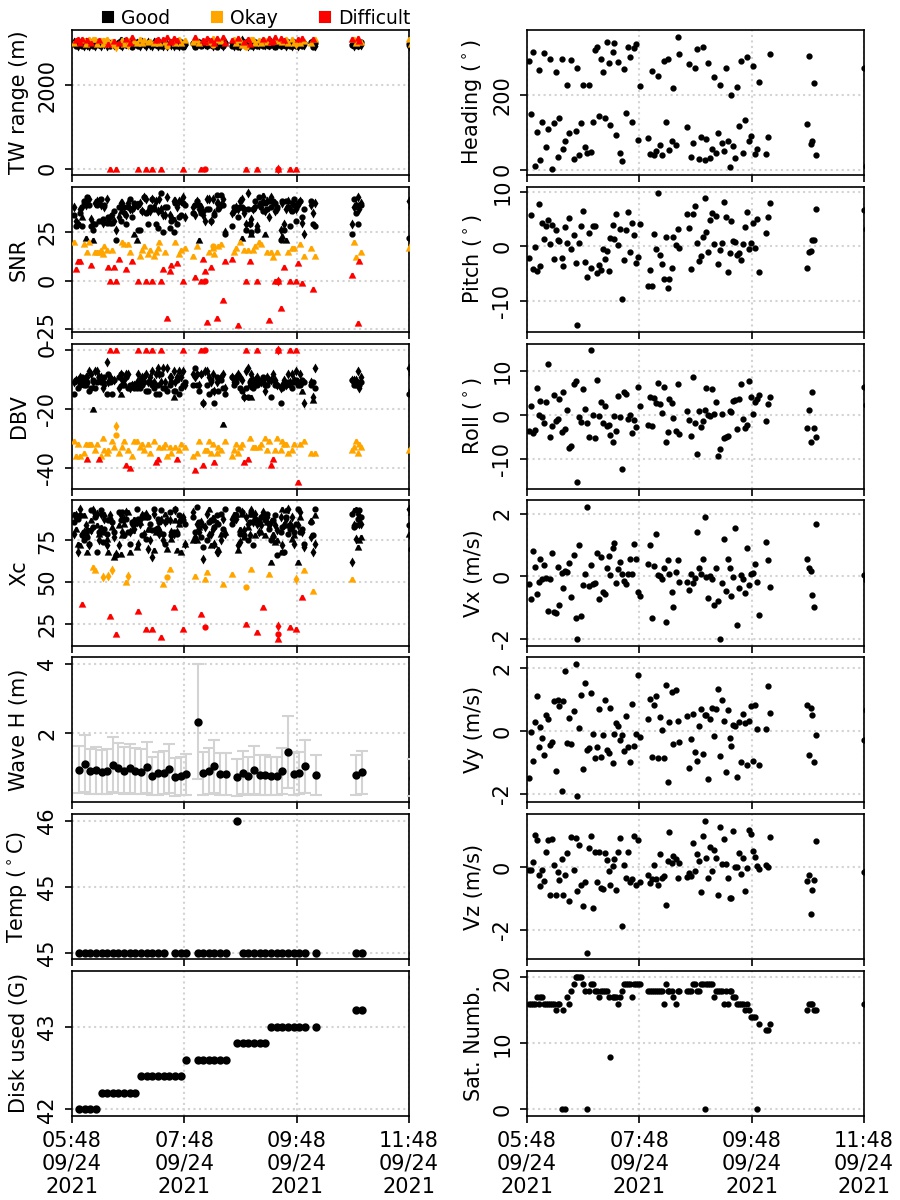 Good Okay Difficult
TW range (m)
2000
0
Heading (°)
200
0
SNR
25
0
-25
Pitch (°)
10
0
-10
DBV
0
-20
-40
Roll (°)
10
0
-10
Xc
75
50
25
Vx (m/s)
2
0
-2
Wave H (m)
4
2
Vy (m/s)
2
0
-2
Temp (°C)
46
45
45
Vz (m/s)
0
-2
Disk used (G)
43
42
Sat. Numb.
20
10
0
05:48 07:48 09:48 11:48 05:48 07:48 09:48 11:48
09/24 09/24 09/24 09/24 09/24 09/24 09/24 09/24
2021 2021 2021 2021 2021 2021 2021 2021